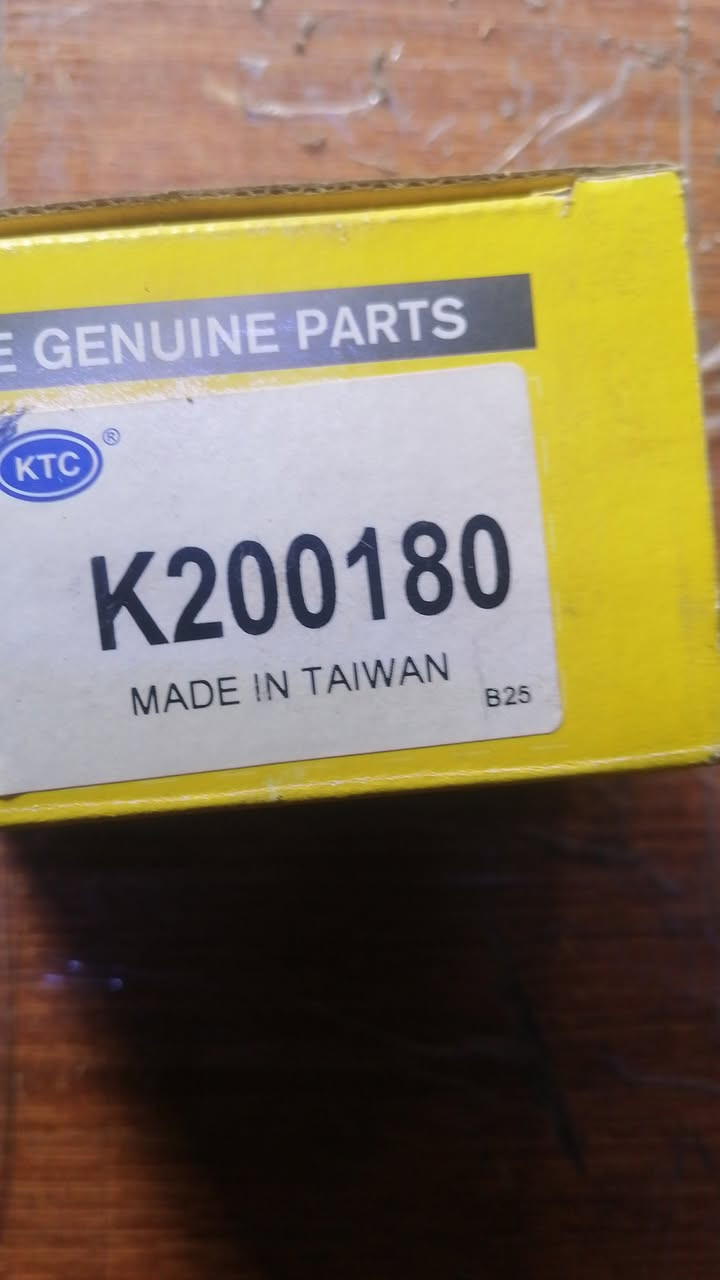 E GENUINE PARTS
KTC ®
K200180
MADE IN TAIWAN
B25